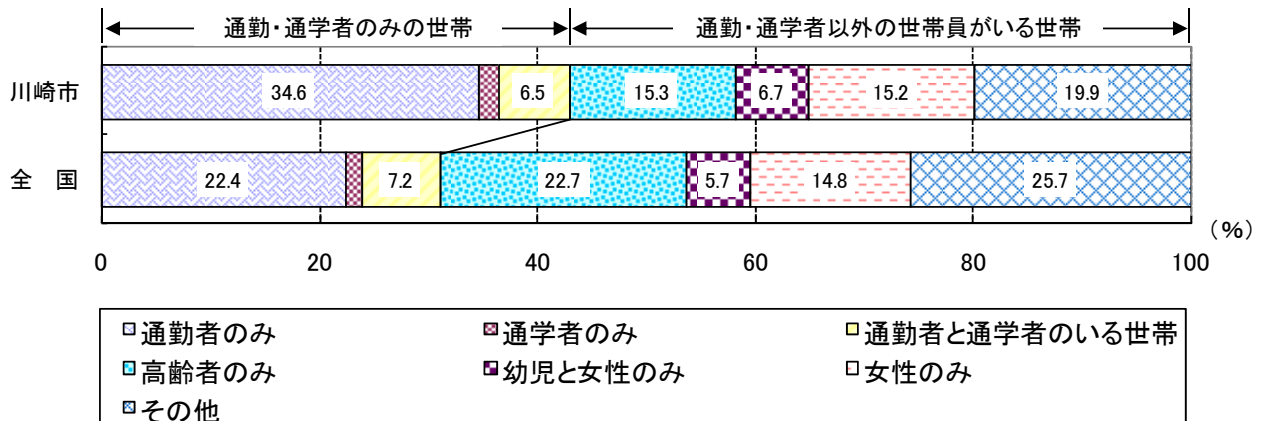 通勤・通学者のみの世帯 通勤・通学者以外の世帯員がいる世帯
川崎市 34.6 6.5 15.3 6.7 15.2 19.9
全 国 22.4 7.2 22.7 5.7 14.8 25.7
(%)
0 20 40 60 80 100
通勤者のみ 通学者のみ 通勤者と通学者のいる世帯
高齢者のみ 幼児と女性のみ 女性のみ
その他